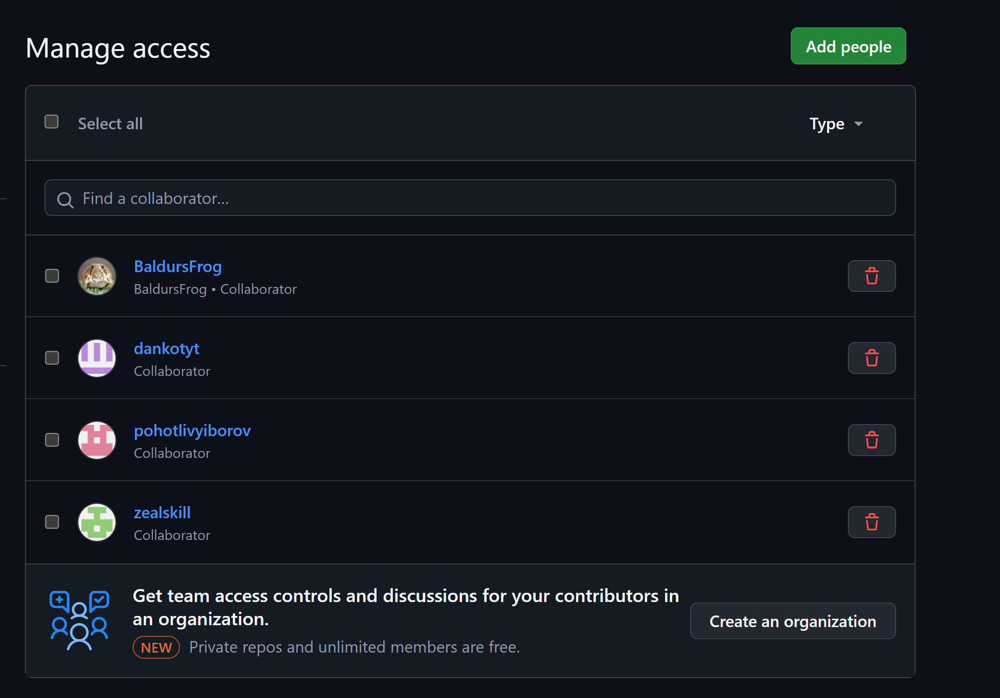 Manage access
Add people
Select all
Type
Find a collaborator...
BaldursFrog
BaldursFrog • Collaborator
dankotyt
Collaborator
pohotlivyiborov
Collaborator
zealskill
Collaborator
Get team access controls and discussions for your contributors in
an organization.
NEW Private repos and unlimited members are free.
Create an organization